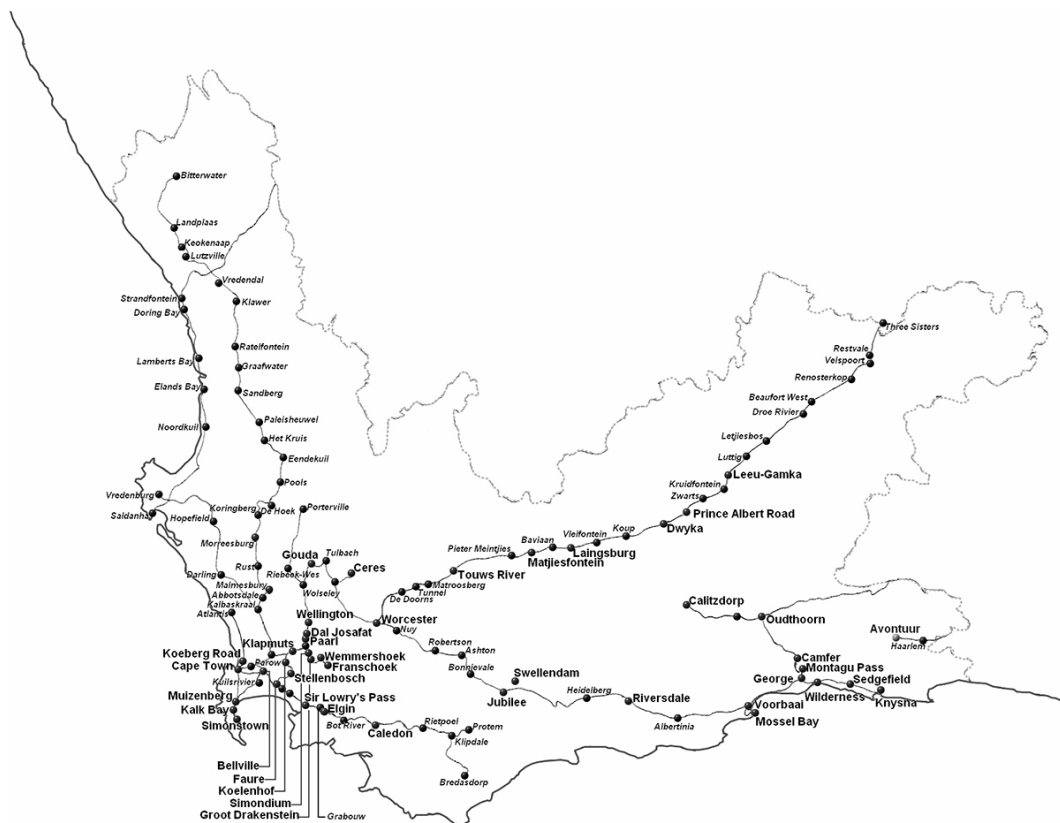 Bitterwater
Landplaas
Keokenaap
Lutzville
Vredendal
Strandfontein
Klawer
Doring Bay
Three Sisters
Ratelfontein
Restvale
Lamberts Bay
Velspoort
Graafwater
Renosterkop
Elands Bay
Sandberg
Beaufort West
Droe Rivier
Paleisheuwel
Noordkuil
Het Kruis
Letjiesbos
Eendekuil
Luttig
Leeu-Gamka
Pools
Kruidfontein
Vredenburg
Zwarts
Koringberg
De Hoek
Porterville
Saldanha
Prince Albert Road
Hopefield
Dwyka
Koup
Vleifontein
Morreesburg
Baviaan
Pieter Meintjies
Laingsburg
Gouda
Tulbach
Matjiesfontein
Rust
Ceres
Touws River
Darling
Riebeek-Wes
Matroosberg
Malmesbury
Wolseley
Tunnel
Abbotsdale
De Doorns
Kalbaskraal
Calitzdorp
Atlantis
Wellington
Worcester
Oudthoorn
Nuy
Avontuur
Dal Josafat
Paarl
Haarlem
Klapmuts
Robertson
Ashton
Koeberg Road
Wemmershoek
Camfer
Cape Town
Parow
Franschoek
Bonnievale
Montagu Pass
Stellenbosch
George
Kuilsrivier
Swellendam
Sedgefield
Muizenberg
Sir Lowry's Pass
Heidelberg
Riversdale
Wilderness
Knysna
Kalk Bay
Elgin
Jubilee
Voorbaai
Simonstown
Bot River
Caledon
Rietpoel
Protem
Albertinia
Mossel Bay
Klipdale
Bellville
Faure
Bredasdorp
Koelenhof
Simondium
Groot Drakenstein
Grabouw